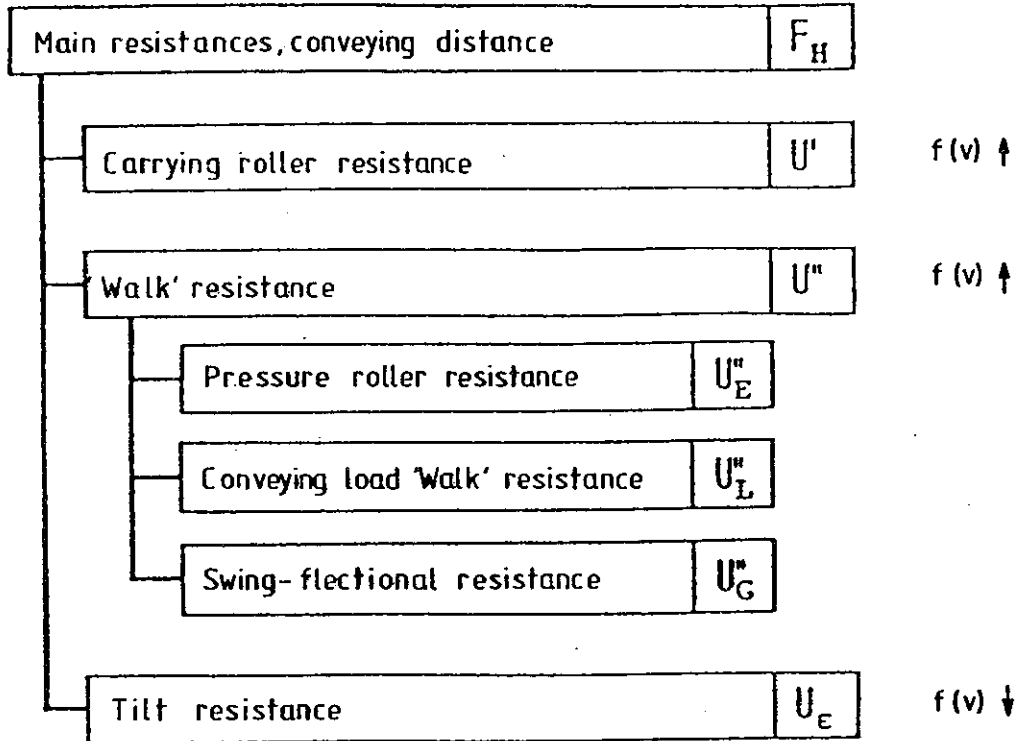 Main resistances, conveying distance F_H
Carrying roller resistance U' f(v) ↑
'Walk' resistance U" f(v) ↑
Pressure roller resistance U"_E
Conveying load 'Walk' resistance U"_L
Swing-flectional resistance U"_G
Tilt resistance U_ε f(v) ↓